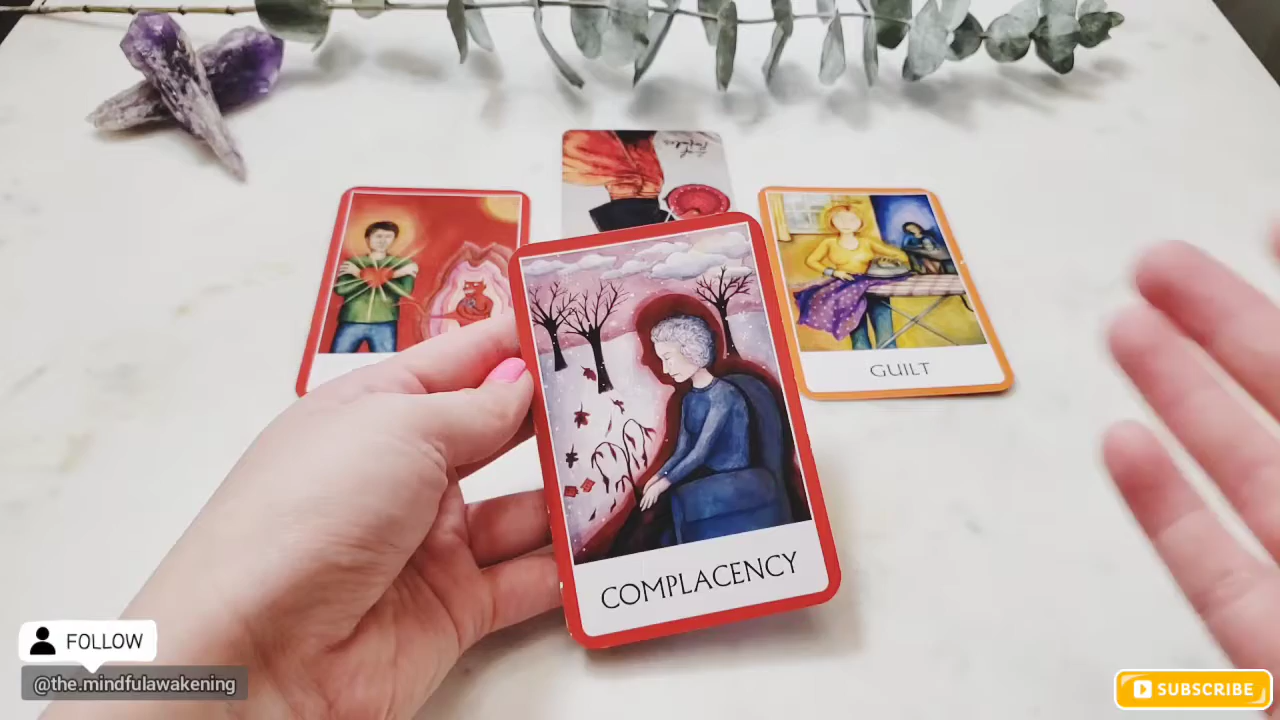 GUILT
COMPLACENCY
FOLLOW
@the.mindfulawakening
SUBSCRIBE